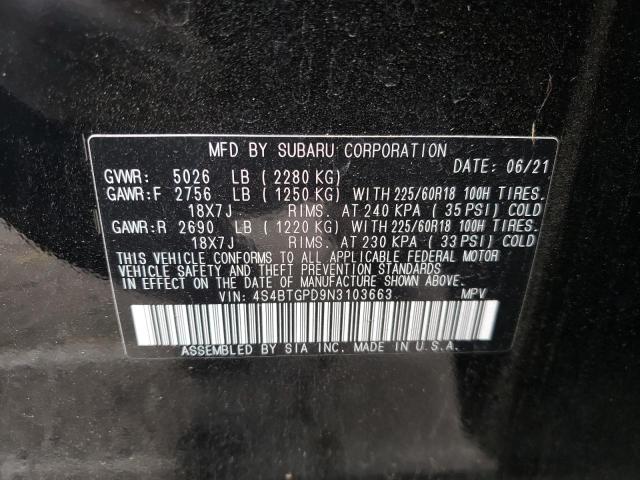 MFD BY SUBARU CORPORATION
DATE: 06/21
GVWR: 5026 LB ( 2280 KG)
GAWR:F 2756 LB ( 1250 KG) WITH 225/60R18 100H TIRES.
18X7J RIMS. AT 240 KPA ( 35 PSI) COLD
GAWR:R 2690 LB ( 1220 KG) WITH 225/60R18 100H TIRES.
18X7J RIMS. AT 230 KPA ( 33 PSI) COLD
THIS VEHICLE CONFORMS TO ALL APPLICABLE FEDERAL MOTOR
VEHICLE SAFETY AND THEFT PREVENTION STANDARDS
IN EFFECT ON THE DATE OF MANUFACTURE SHOWN ABOVE.
VIN: 4S4BTGPD9N3103663 MPV
ASSEMBLED BY SIA INC. MADE IN U.S.A.